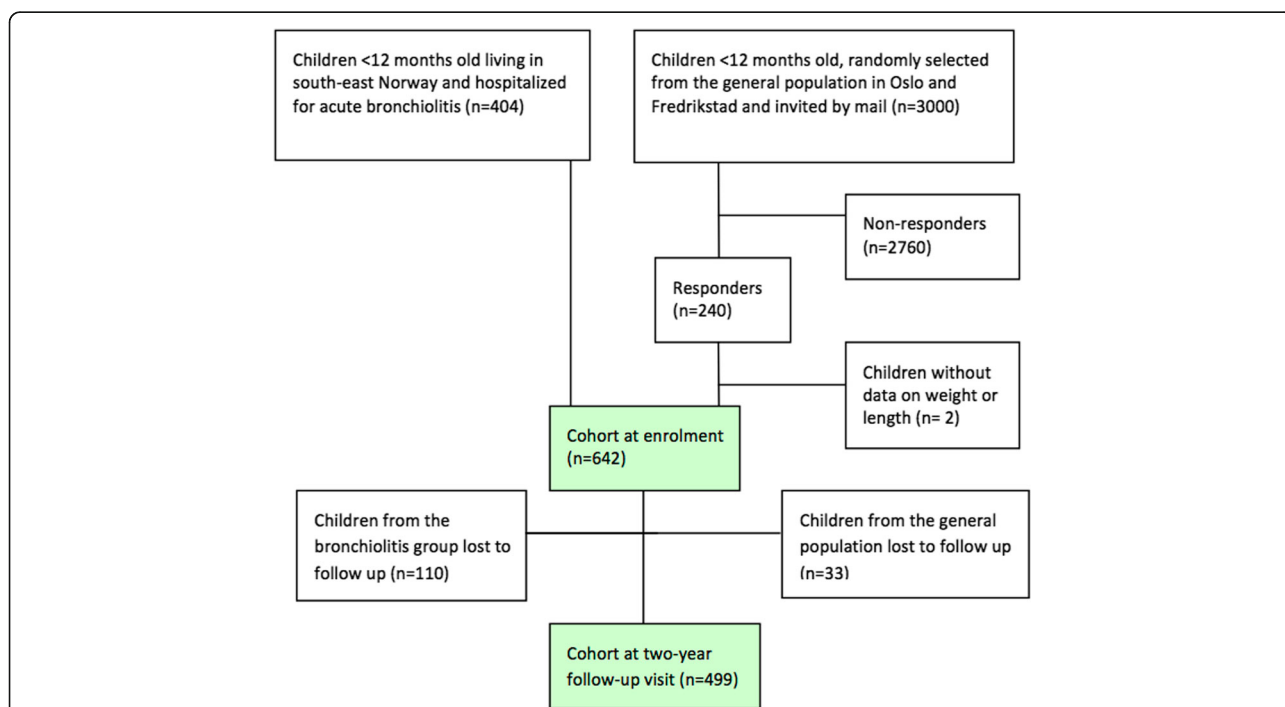 Children <12 months old living in
south-east Norway and hospitalized
for acute bronchiolitis (n=404)
Children <12 months old, randomly selected
from the general population in Oslo and
Fredrikstad and invited by mail (n=3000)
Non-responders
(n=2760)
Responders
(n=240)
Children without
data on weight or
length (n= 2)
Cohort at enrolment
(n=642)
Children from the
bronchiolitis group lost to
follow up (n=110)
Children from the general
population lost to follow up
(n=33)
Cohort at two-year
follow-up visit (n=499)